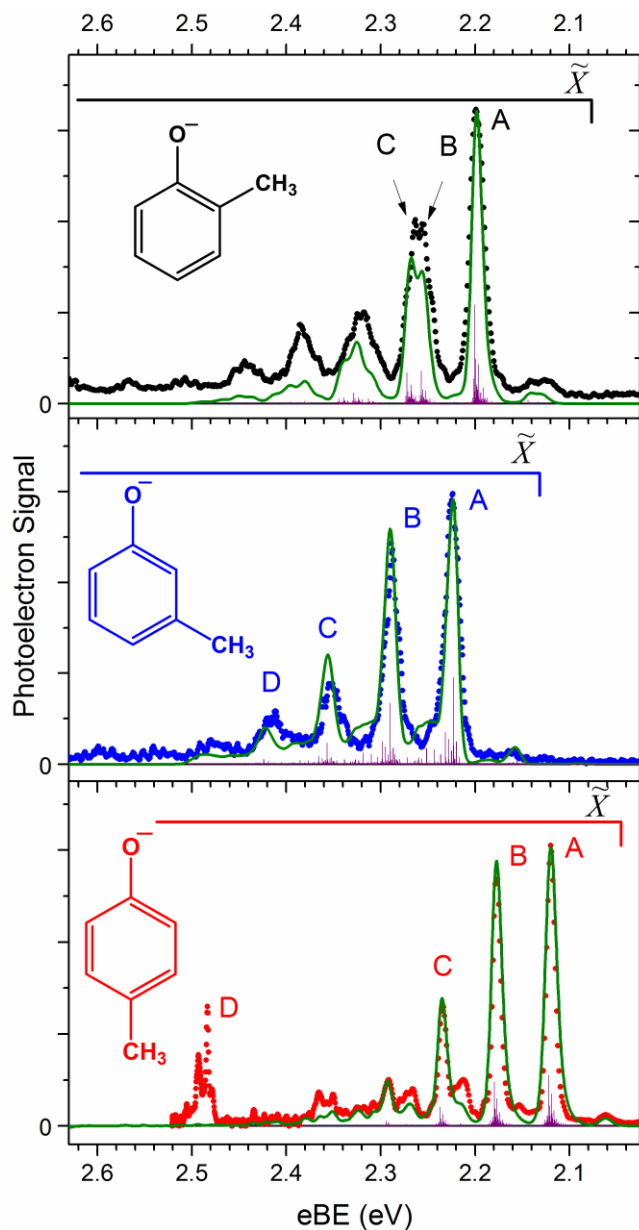 2.6 2.5 2.4 2.3 2.2 2.1
X̃
O−
CH3
C B A
0
X̃
O−
CH3
D C B A
0
X̃
O−
CH3
D C B A
0
2.6 2.5 2.4 2.3 2.2 2.1
eBE (eV)
Photoelectron Signal